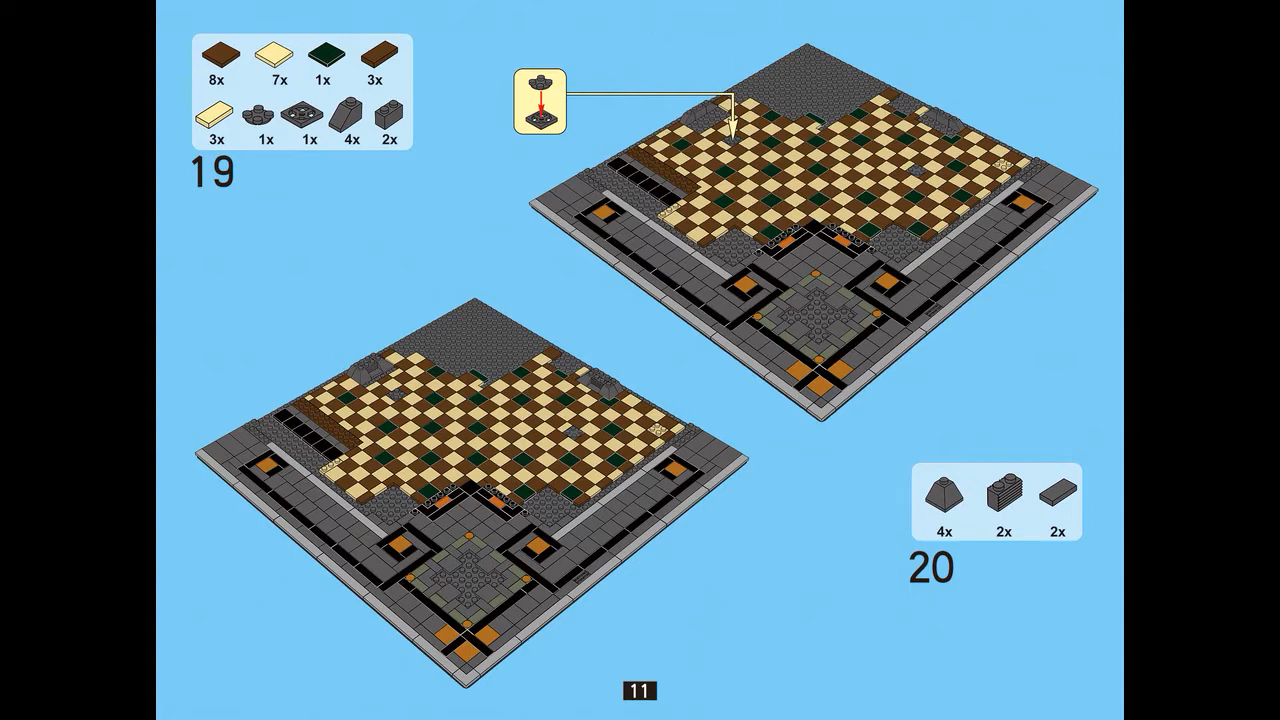 8x 7x 1x 3x
3x 1x 1x 4x 2x
19
4x 2x 2x
20
11